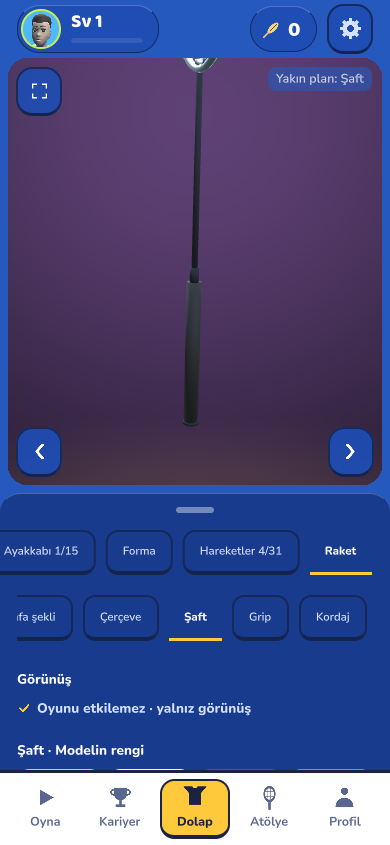 Sv 1
0
Yakın plan: Şaft
Ayakkabı 1/15
Forma
Hareketler 4/31
Raket
şekli
Çerçeve
Şaft
Grip
Kordaj
Görünüş
Oyunu etkilemez · yalnız görünüş
Şaft · Modelin rengi
Oyna
Kariyer
Dolap
Atölye
Profil